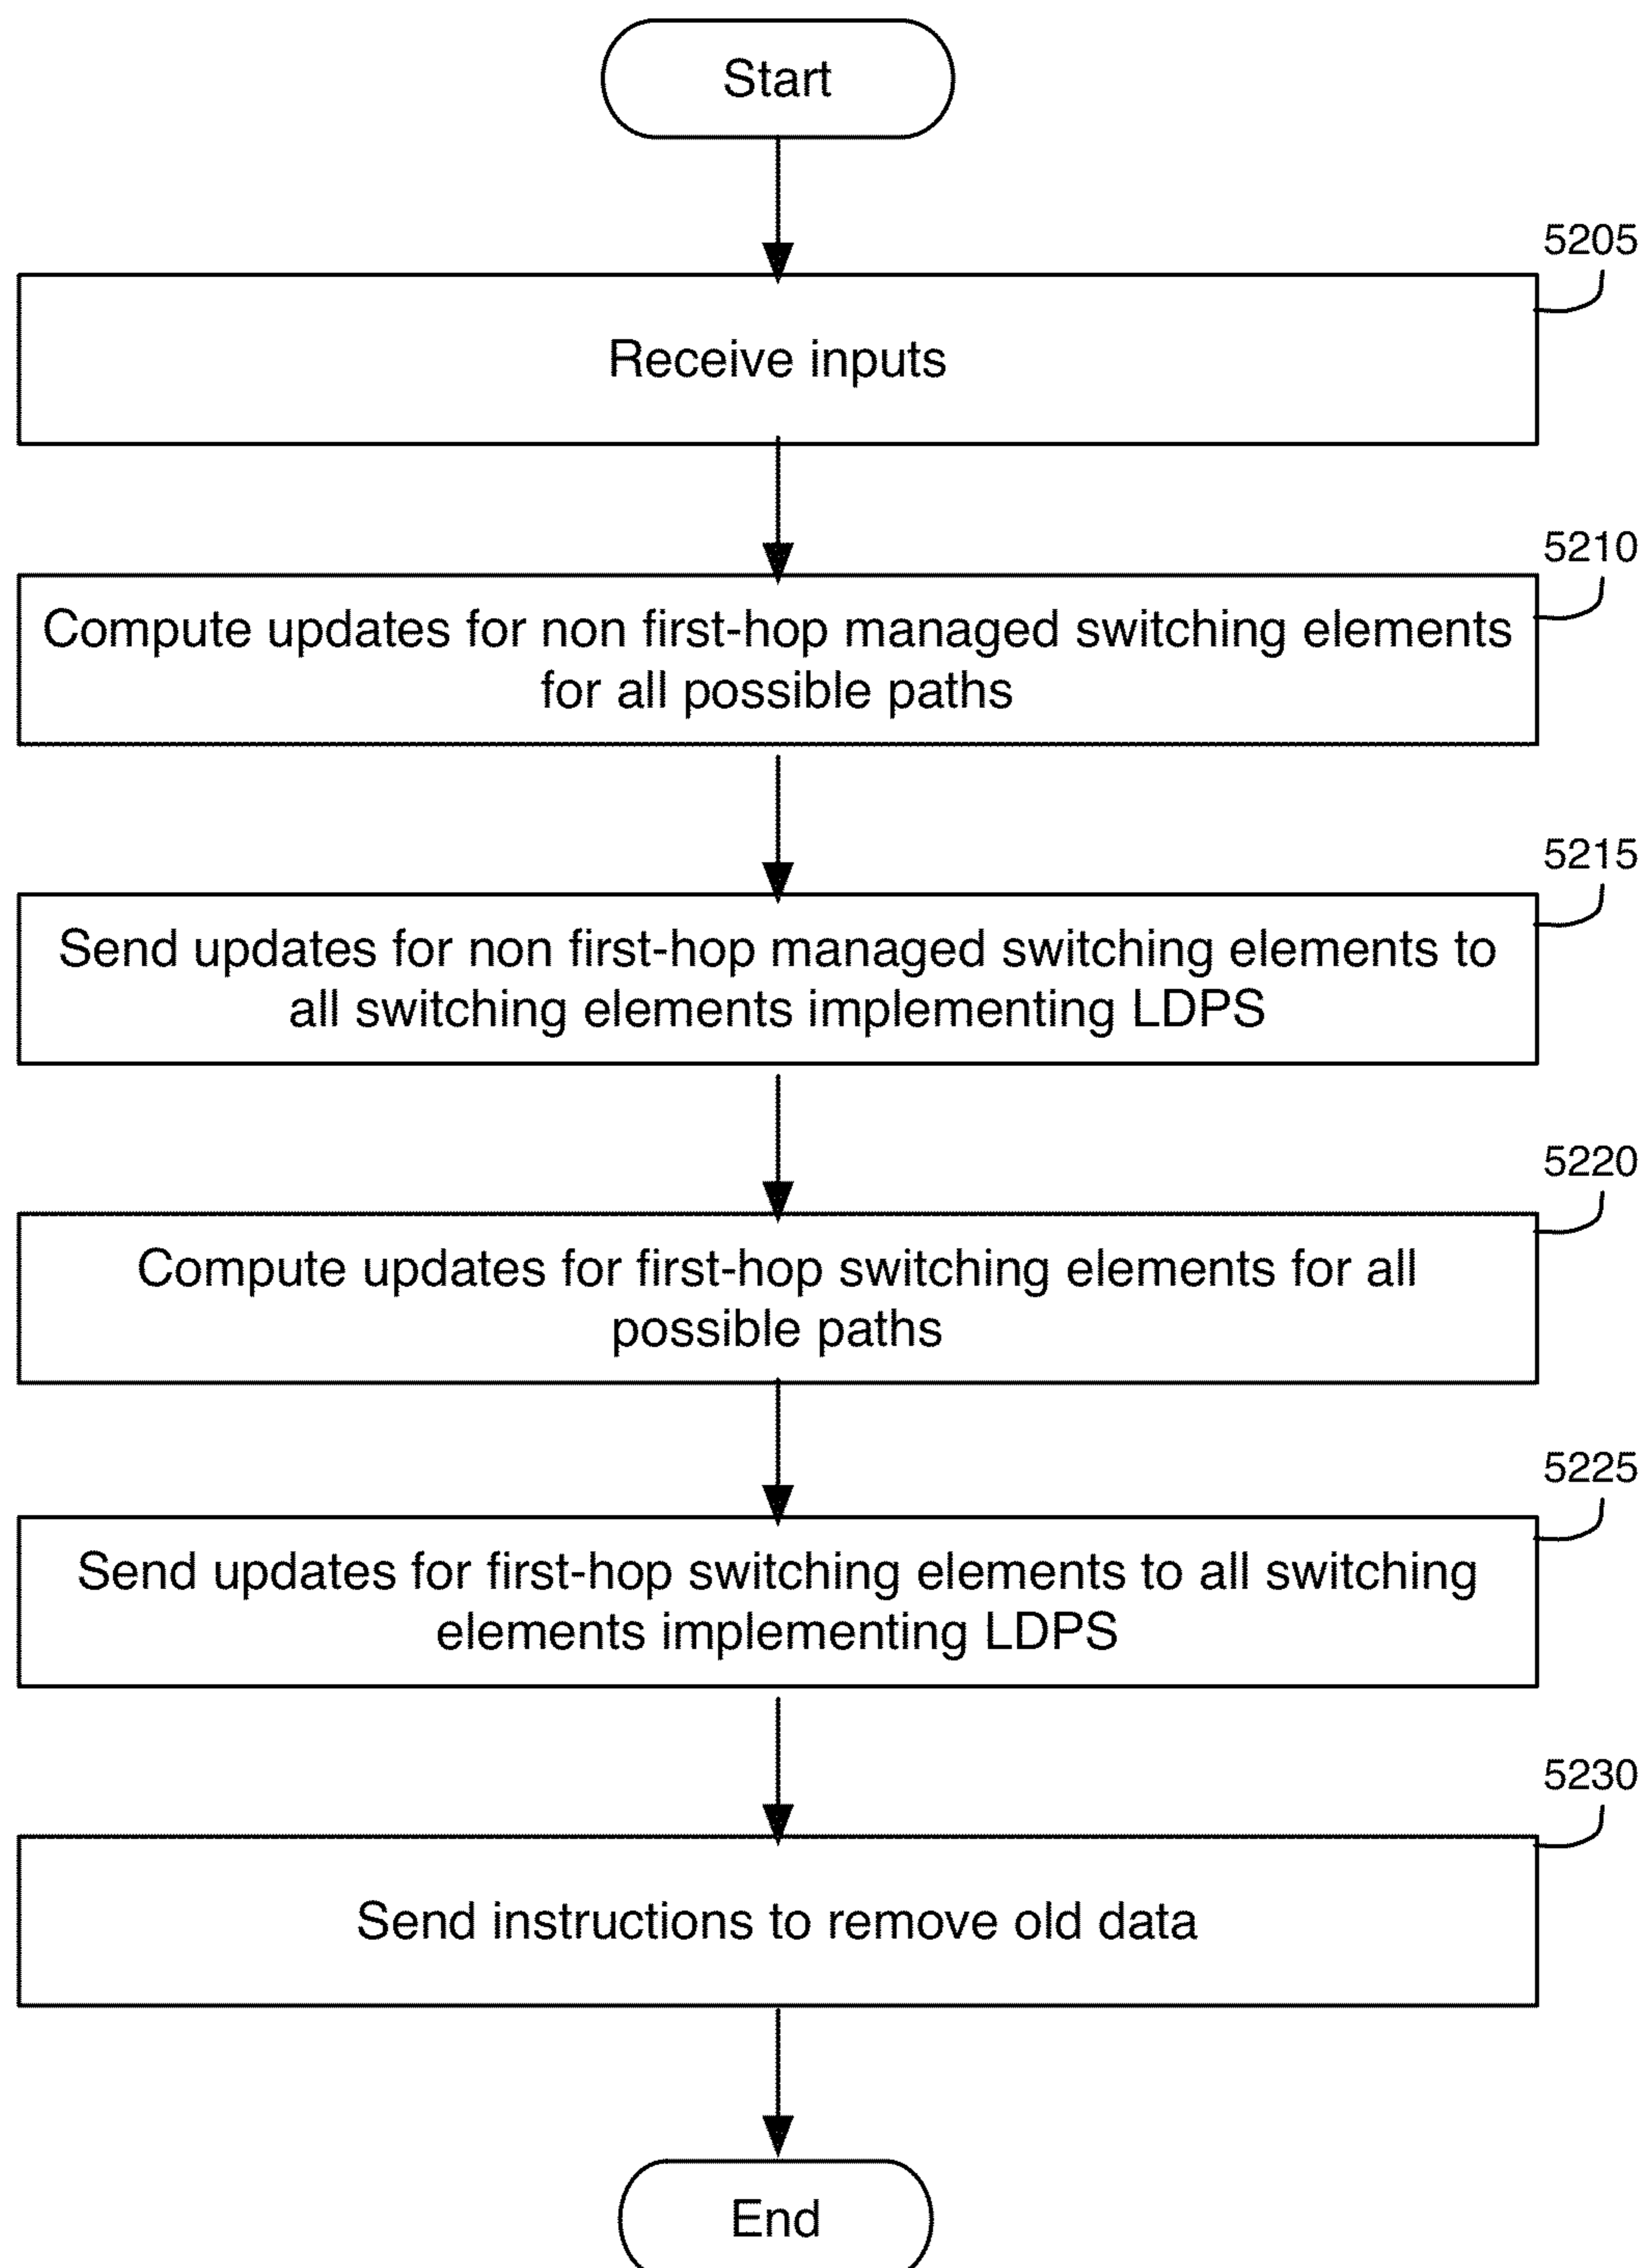 Start
5205
Receive inputs
5210
Compute updates for non first-hop managed switching elements
for all possible paths
5215
Send updates for non first-hop managed switching elements to
all switching elements implementing LDPS
5220
Compute updates for first-hop switching elements for all
possible paths
5225
Send updates for first-hop switching elements to all switching
elements implementing LDPS
5230
Send instructions to remove old data
End